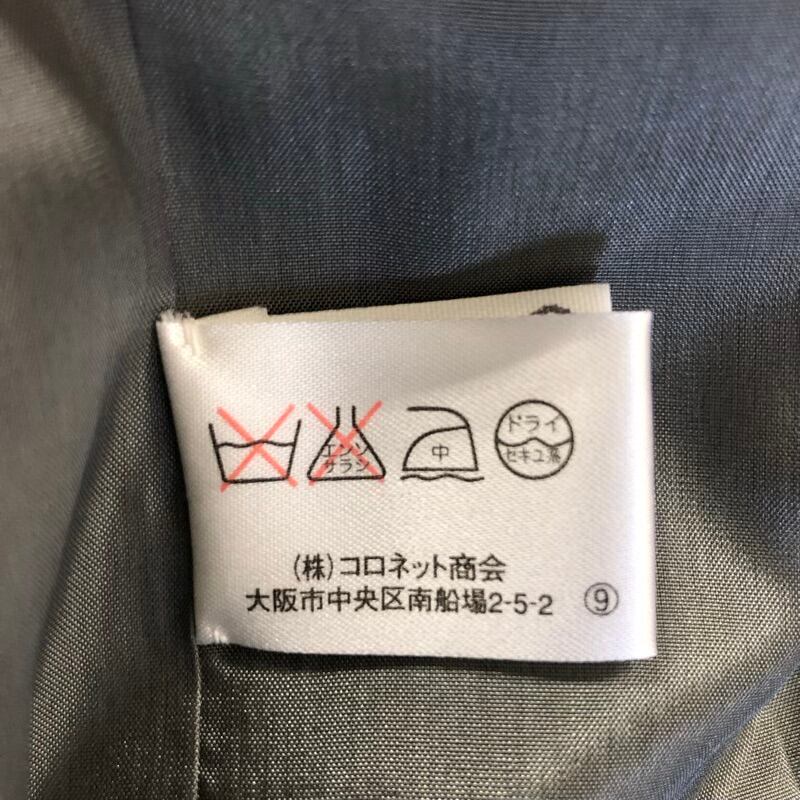 エンソ
サラシ
中
ドライ
セキユ系
(株)コロネット商会
大阪市中央区南船場2-5-2 ⑨